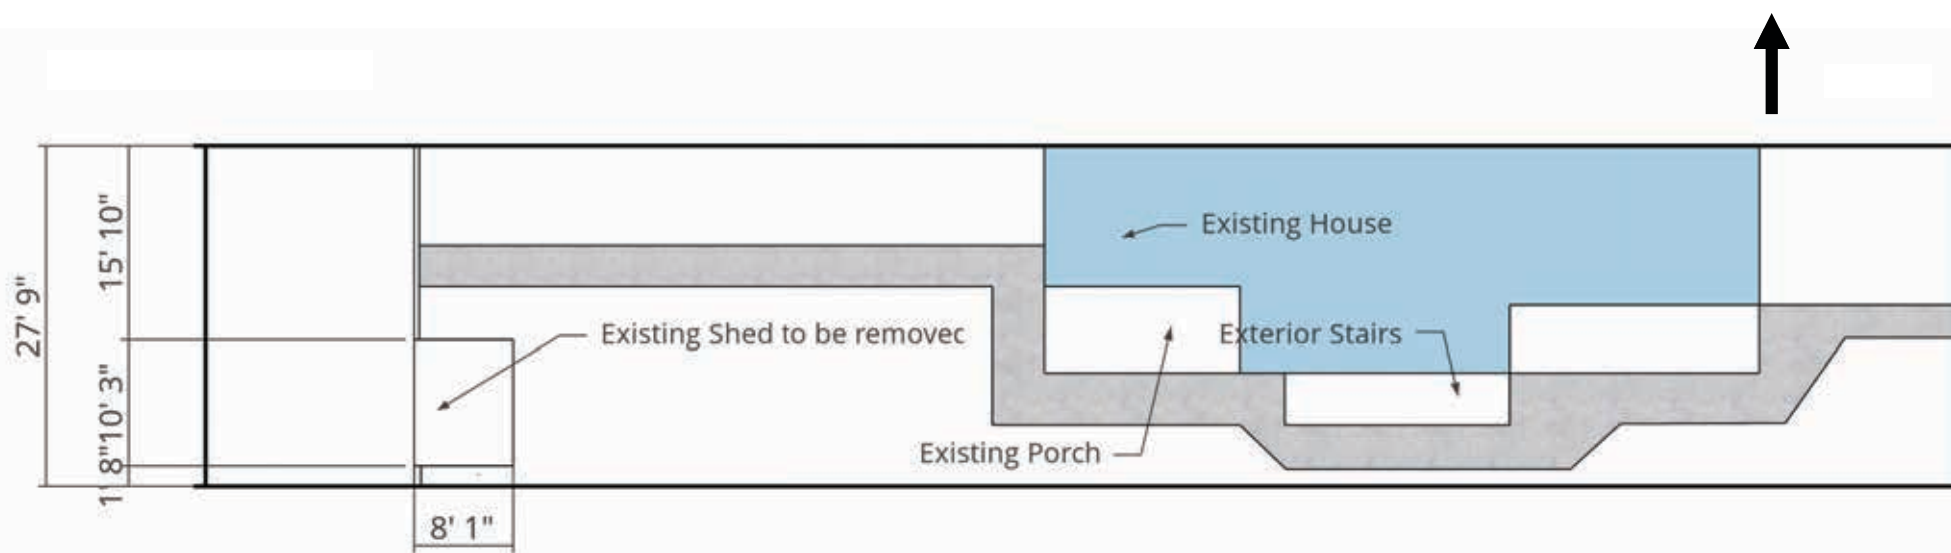 Existing House
15' 10"
27' 9"
Existing Shed to be removec
Exterior Stairs
10' 3"
Existing Porch
1' 8"
8' 1"